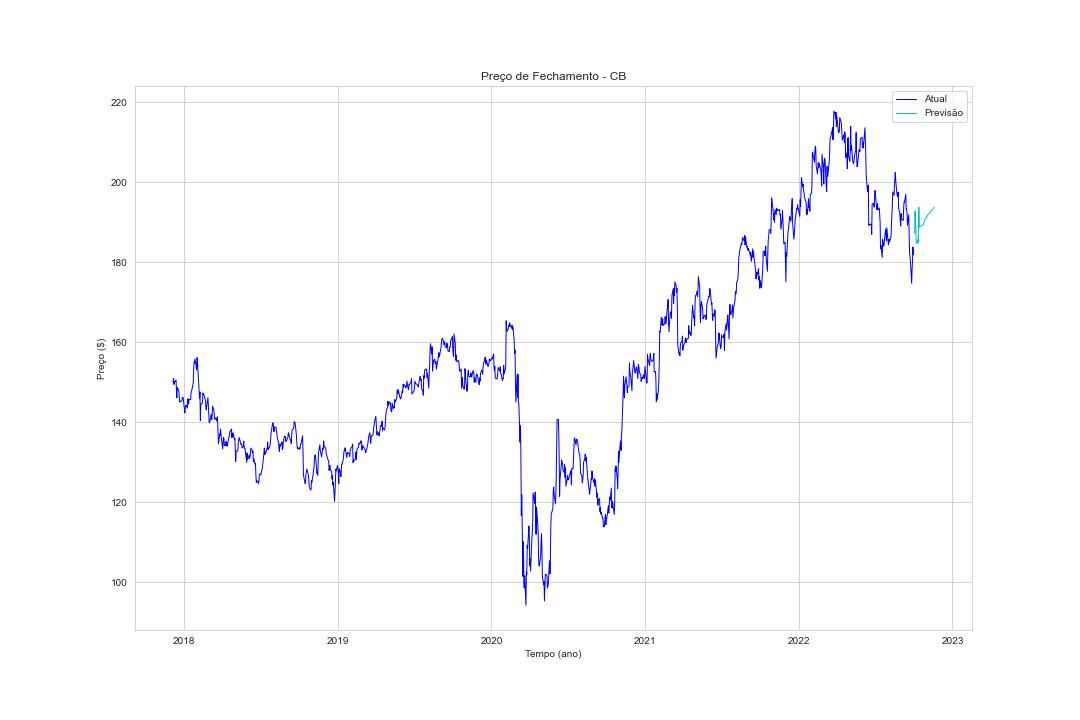 Preço de Fechamento - CB
Atual
Previsão
Preço ($)
220
200
180
160
140
120
100
2018
2019
2020
2021
2022
2023
Tempo (ano)